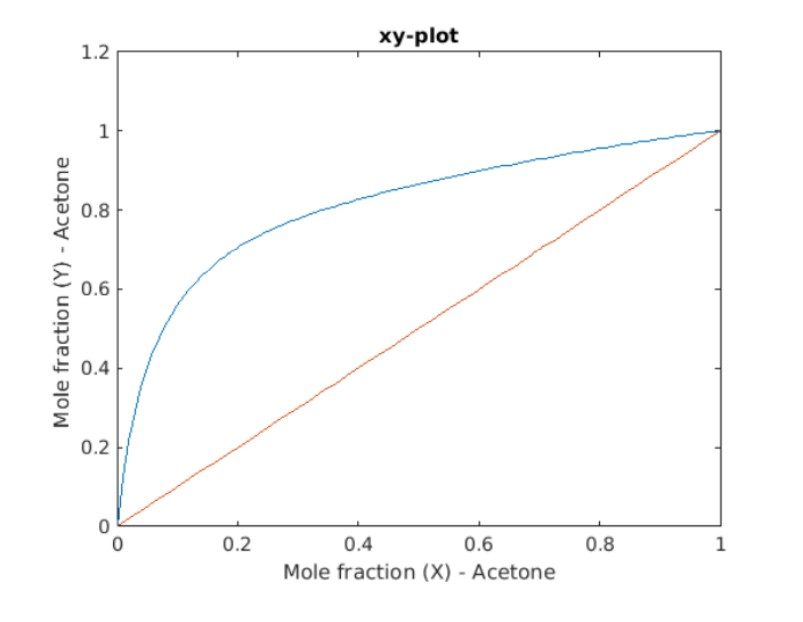 xy-plot
1.2
1
0.8
0.6
0.4
0.2
0
Mole fraction (Y) - Acetone
0 0.2 0.4 0.6 0.8 1
Mole fraction (X) - Acetone